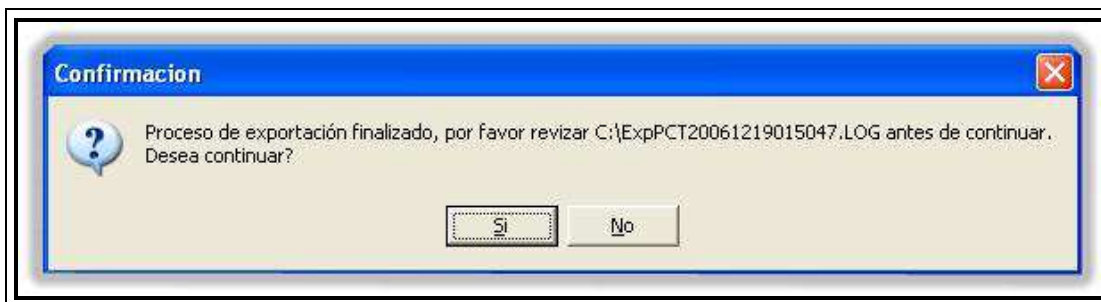 Confirmacion
Proceso de exportación finalizado, por favor revizar C:\ExpPCT20061219015047.LOG antes de continuar.
Desea continuar?
Si No